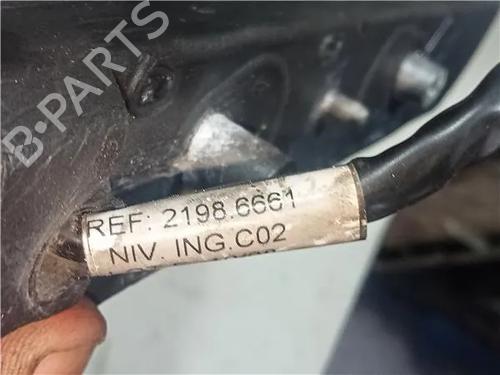 B-PARTS
REF: 2198.6661
NIV. ING.C02